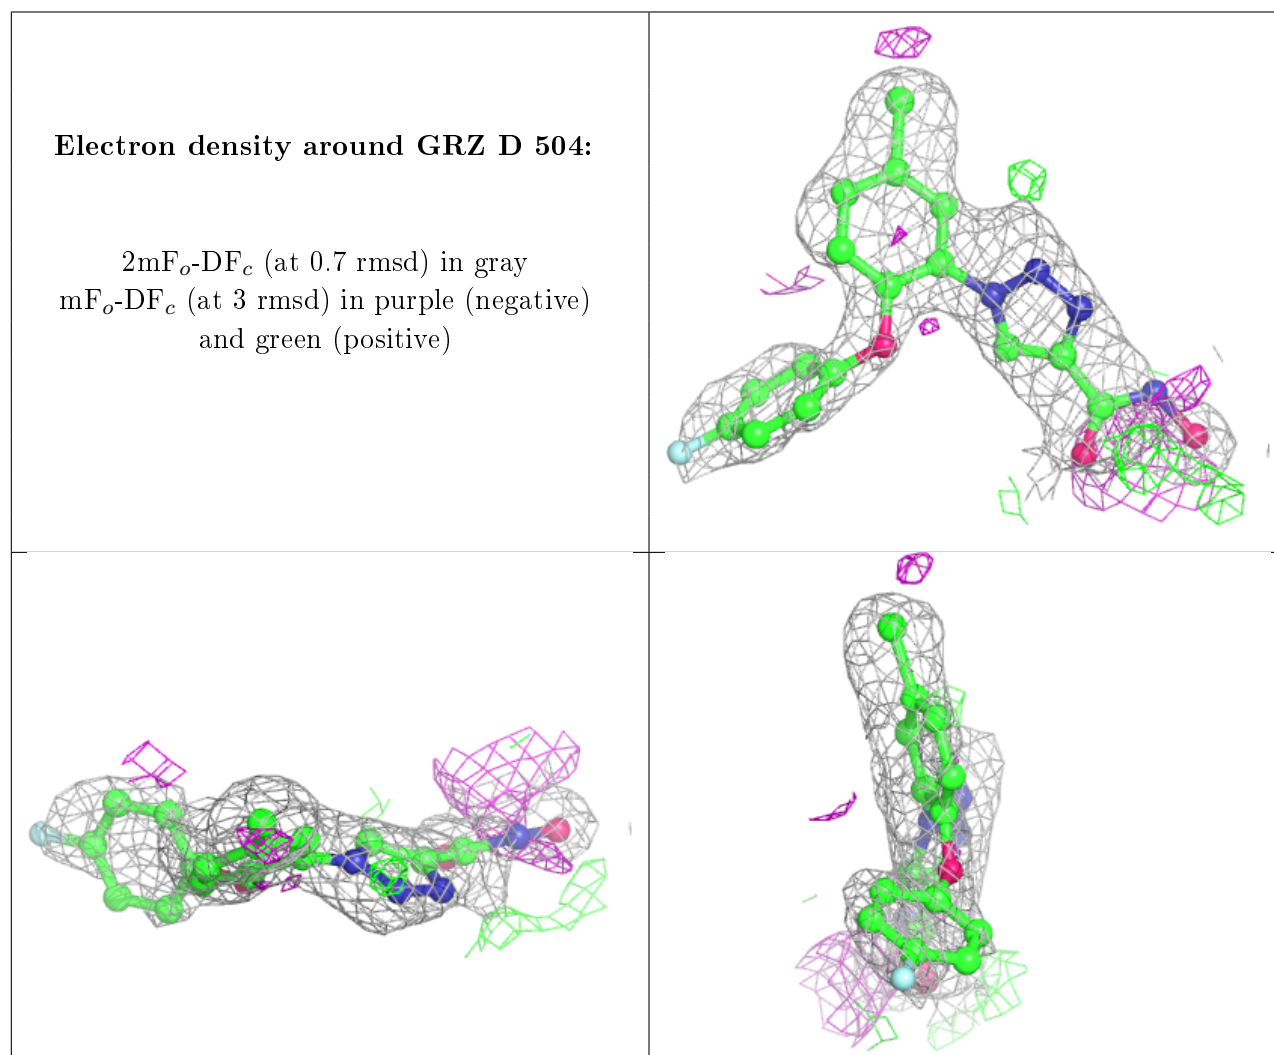 Electron density around GRZ D 504:
2mFo-DFc (at 0.7 rmsd) in gray
mFo-DFc (at 3 rmsd) in purple (negative)
and green (positive)